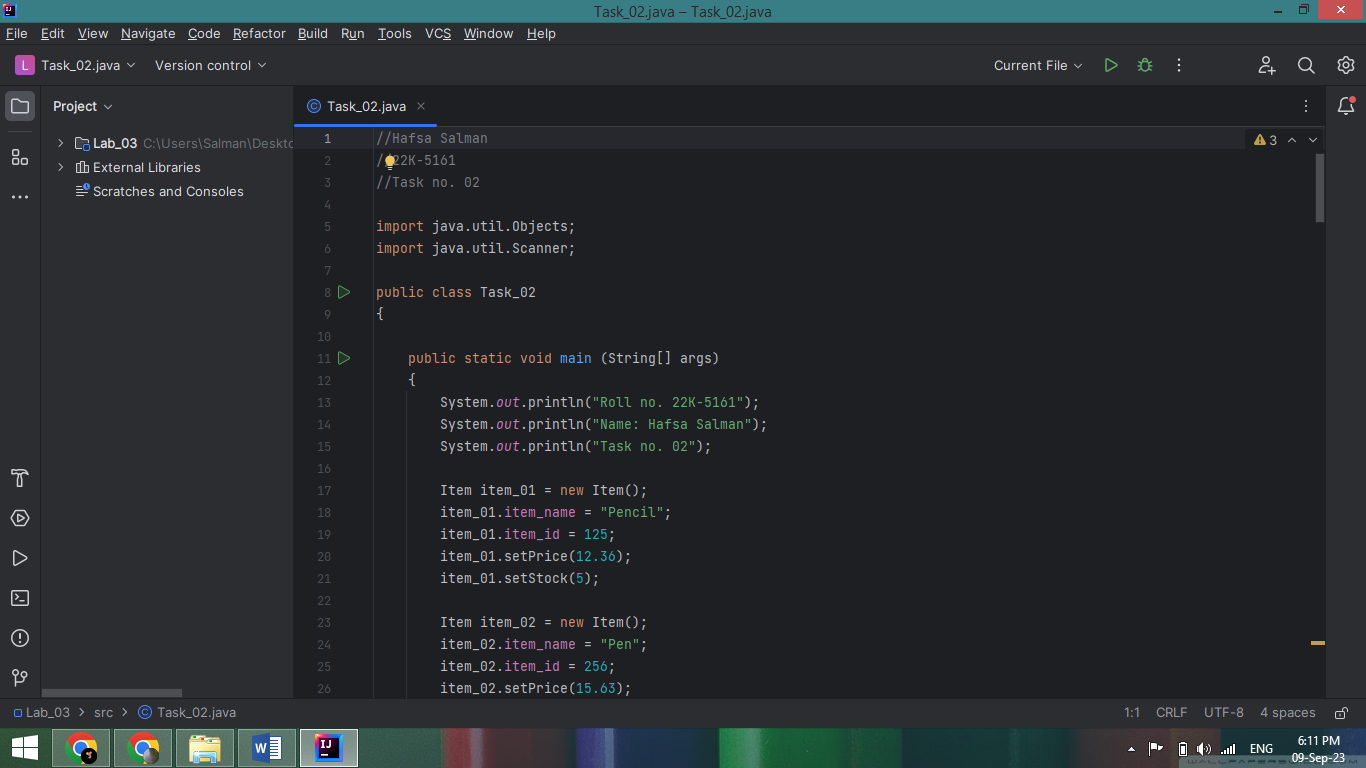 Task_02.java – Task_02.java
File Edit View Navigate Code Refactor Build Run Tools VCS Window Help
L Task_02.java Version control Current File
Project
Task_02.java
Lab_03 C:\Users\Salman\Deskto
External Libraries
Scratches and Consoles
3
1 //Hafsa Salman
2 //22K-5161
3 //Task no. 02
4
5 import java.util.Objects;
6 import java.util.Scanner;
7
8 public class Task_02
9 {
10
11 public static void main (String[] args)
12 {
13 System.out.println("Roll no. 22K-5161");
14 System.out.println("Name: Hafsa Salman");
15 System.out.println("Task no. 02");
16
17 Item item_01 = new Item();
18 item_01.item_name = "Pencil";
19 item_01.item_id = 125;
20 item_01.setPrice(12.36);
21 item_01.setStock(5);
22
23 Item item_02 = new Item();
24 item_02.item_name = "Pen";
25 item_02.item_id = 256;
26 item_02.setPrice(15.63);
Lab_03 > src > Task_02.java 1:1 CRLF UTF-8 4 spaces
ENG
6:11 PM
09-Sep-23